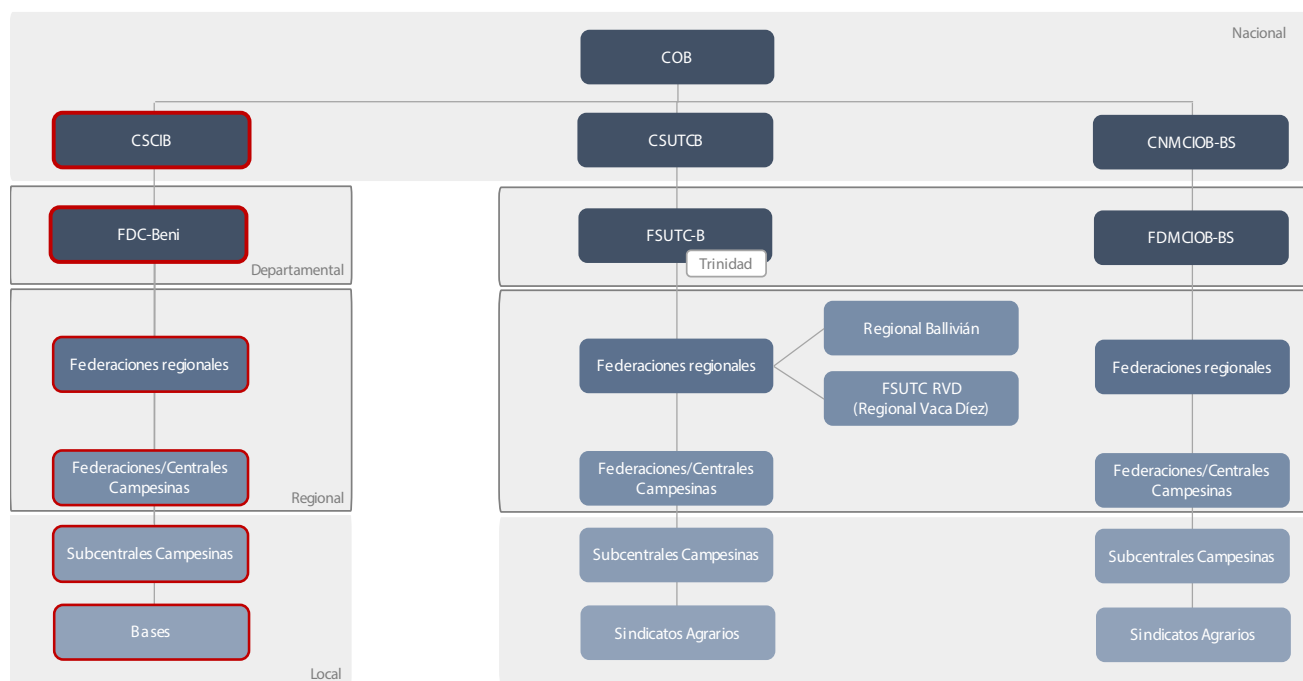 Nacional
COB
CSCIB
CSUTCB
CNMCIOB-BS
FDC-Beni
Departamental
FSUTC-B
Trinidad
FDMCIOB-BS
Federaciones regionales
Federaciones regionales
Regional Ballivián
FSUTC RVD
(Regional Vaca Díez)
Federaciones regionales
Federaciones/Centrales
Campesinas
Regional
Federaciones/Centrales
Campesinas
Federaciones/Centrales
Campesinas
Subcentrales Campesinas
Subcentrales Campesinas
Subcentrales Campesinas
Bases
Local
Sindicatos Agrarios
Sindicatos Agrarios